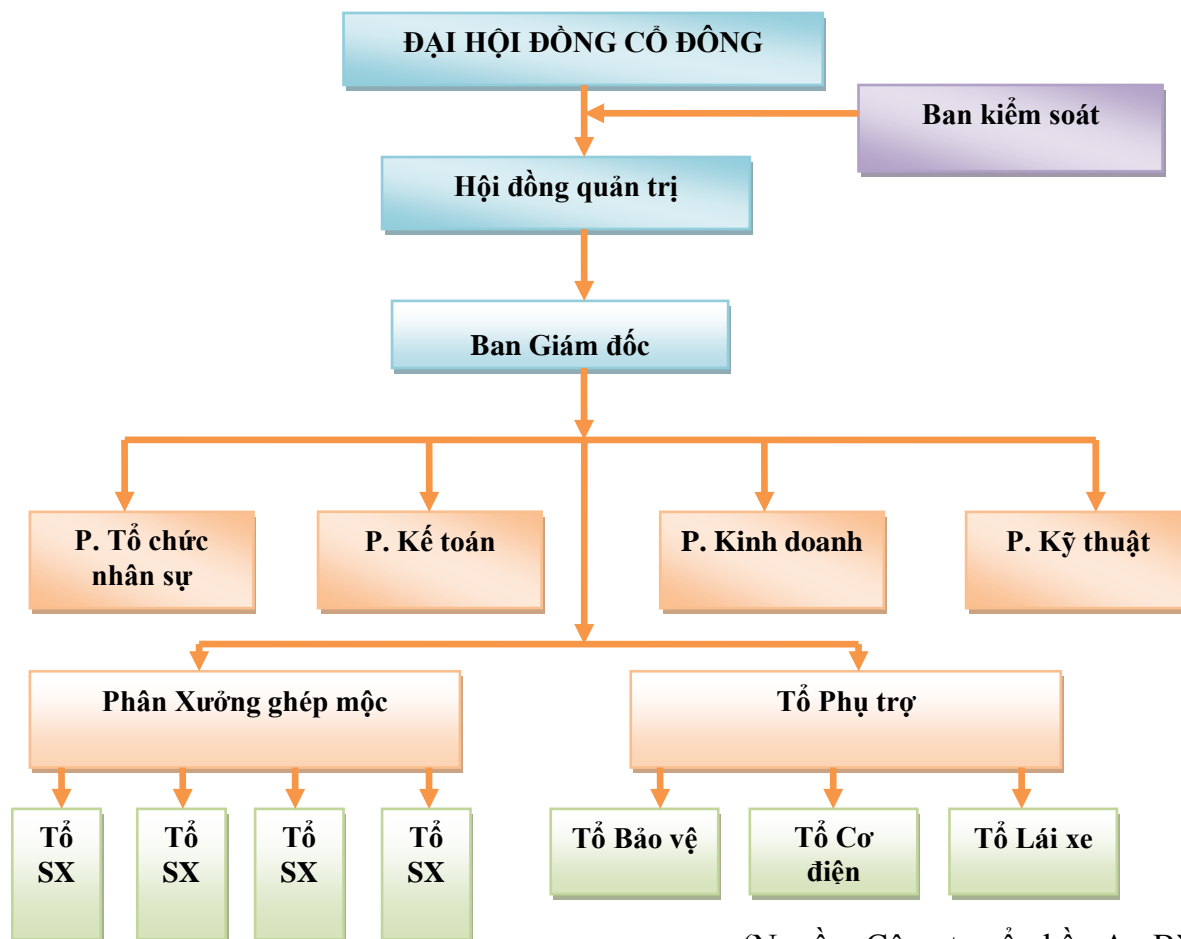 ĐẠI HỘI ĐỒNG CỔ ĐÔNG
Ban kiểm soát
Hội đồng quản trị
Ban Giám đốc
P. Tổ chức
nhân sự
P. Kế toán
P. Kinh doanh
P. Kỹ thuật
Phân Xưởng ghép mộc
Tổ Phụ trợ
Tổ
SX
Tổ
SX
Tổ
SX
Tổ
SX
Tổ Bảo vệ
Tổ Cơ
điện
Tổ Lái xe